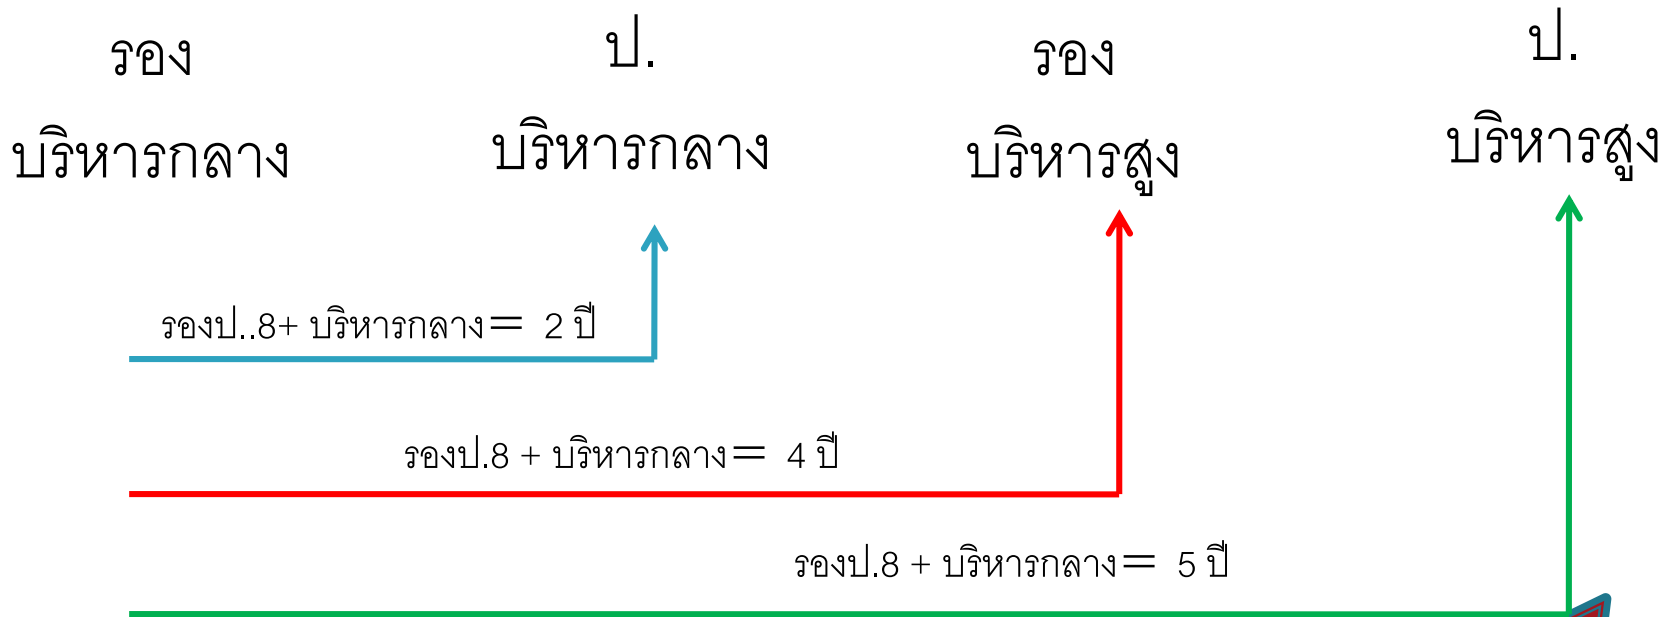 รอง
บริหารกลาง
ป.
บริหารกลาง
รอง
บริหารสูง
ป.
บริหารสูง
รองป..8+ บริหารกลาง= 2 ปี
รองป.8 + บริหารกลาง= 4 ปี
รองป.8 + บริหารกลาง= 5 ปี